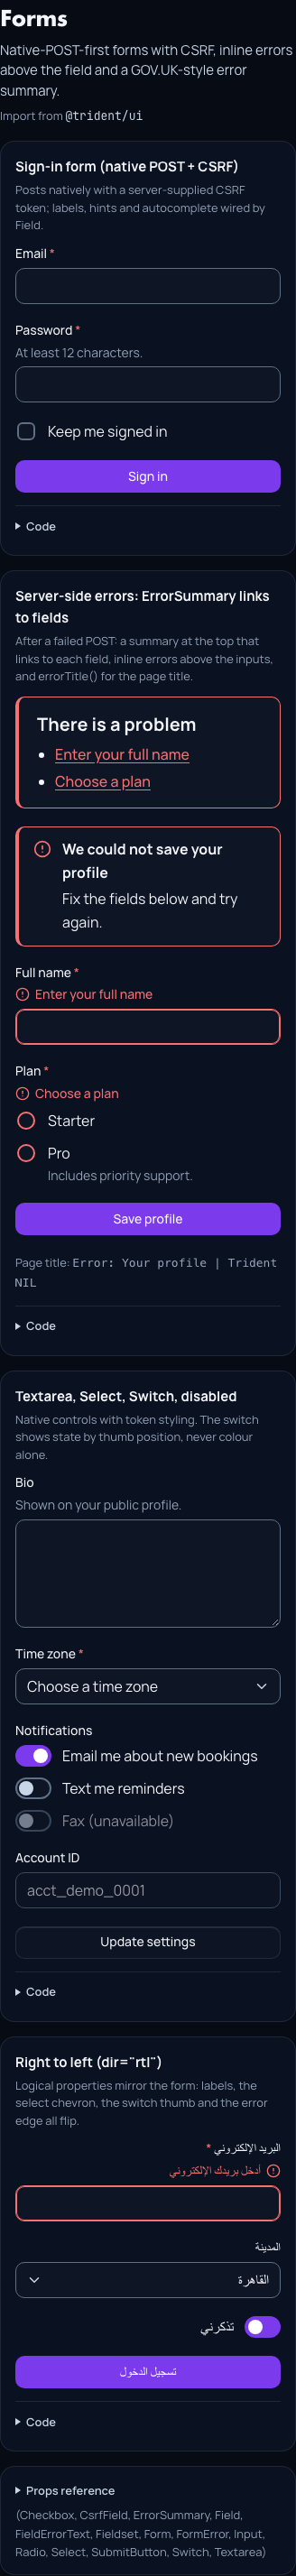 Forms
Native-POST-first forms with CSRF, inline errors
above the field and a GOV.UK-style error
summary.
Import from @trident/ui
Sign-in form (native POST + CSRF)
Posts natively with a server-supplied CSRF
token; labels, hints and autocomplete wired by
Field.
Email *
Password *
At least 12 characters.
Keep me signed in
Sign in
Code
Server-side errors: ErrorSummary links
to fields
After a failed POST: a summary at the top that
links to each field, inline errors above the inputs,
and errorTitle() for the page title.
There is a problem
Enter your full name
Choose a plan
We could not save your
profile
Fix the fields below and try
again.
Full name *
Enter your full name
Plan *
Choose a plan
Starter
Pro
Includes priority support.
Save profile
Page title: Error: Your profile | Trident
NIL
Code
Textarea, Select, Switch, disabled
Native controls with token styling. The switch
shows state by thumb position, never colour
alone.
Bio
Shown on your public profile.
Time zone *
Choose a time zone
Notifications
Email me about new bookings
Text me reminders
Fax (unavailable)
Account ID
acct_demo_0001
Update settings
Code
Right to left (dir="rtl")
Logical properties mirror the form: labels, the
select chevron, the switch thumb and the error
edge all flip.
البريد الإلكتروني *
أدخل بريدك الإلكتروني
المدينة
القاهرة
تذكرني
تسجيل الدخول
Code
Props reference
(Checkbox, CsrfField, ErrorSummary, Field,
FieldErrorText, Fieldset, Form, FormError, Input,
Radio, Select, SubmitButton, Switch, Textarea)